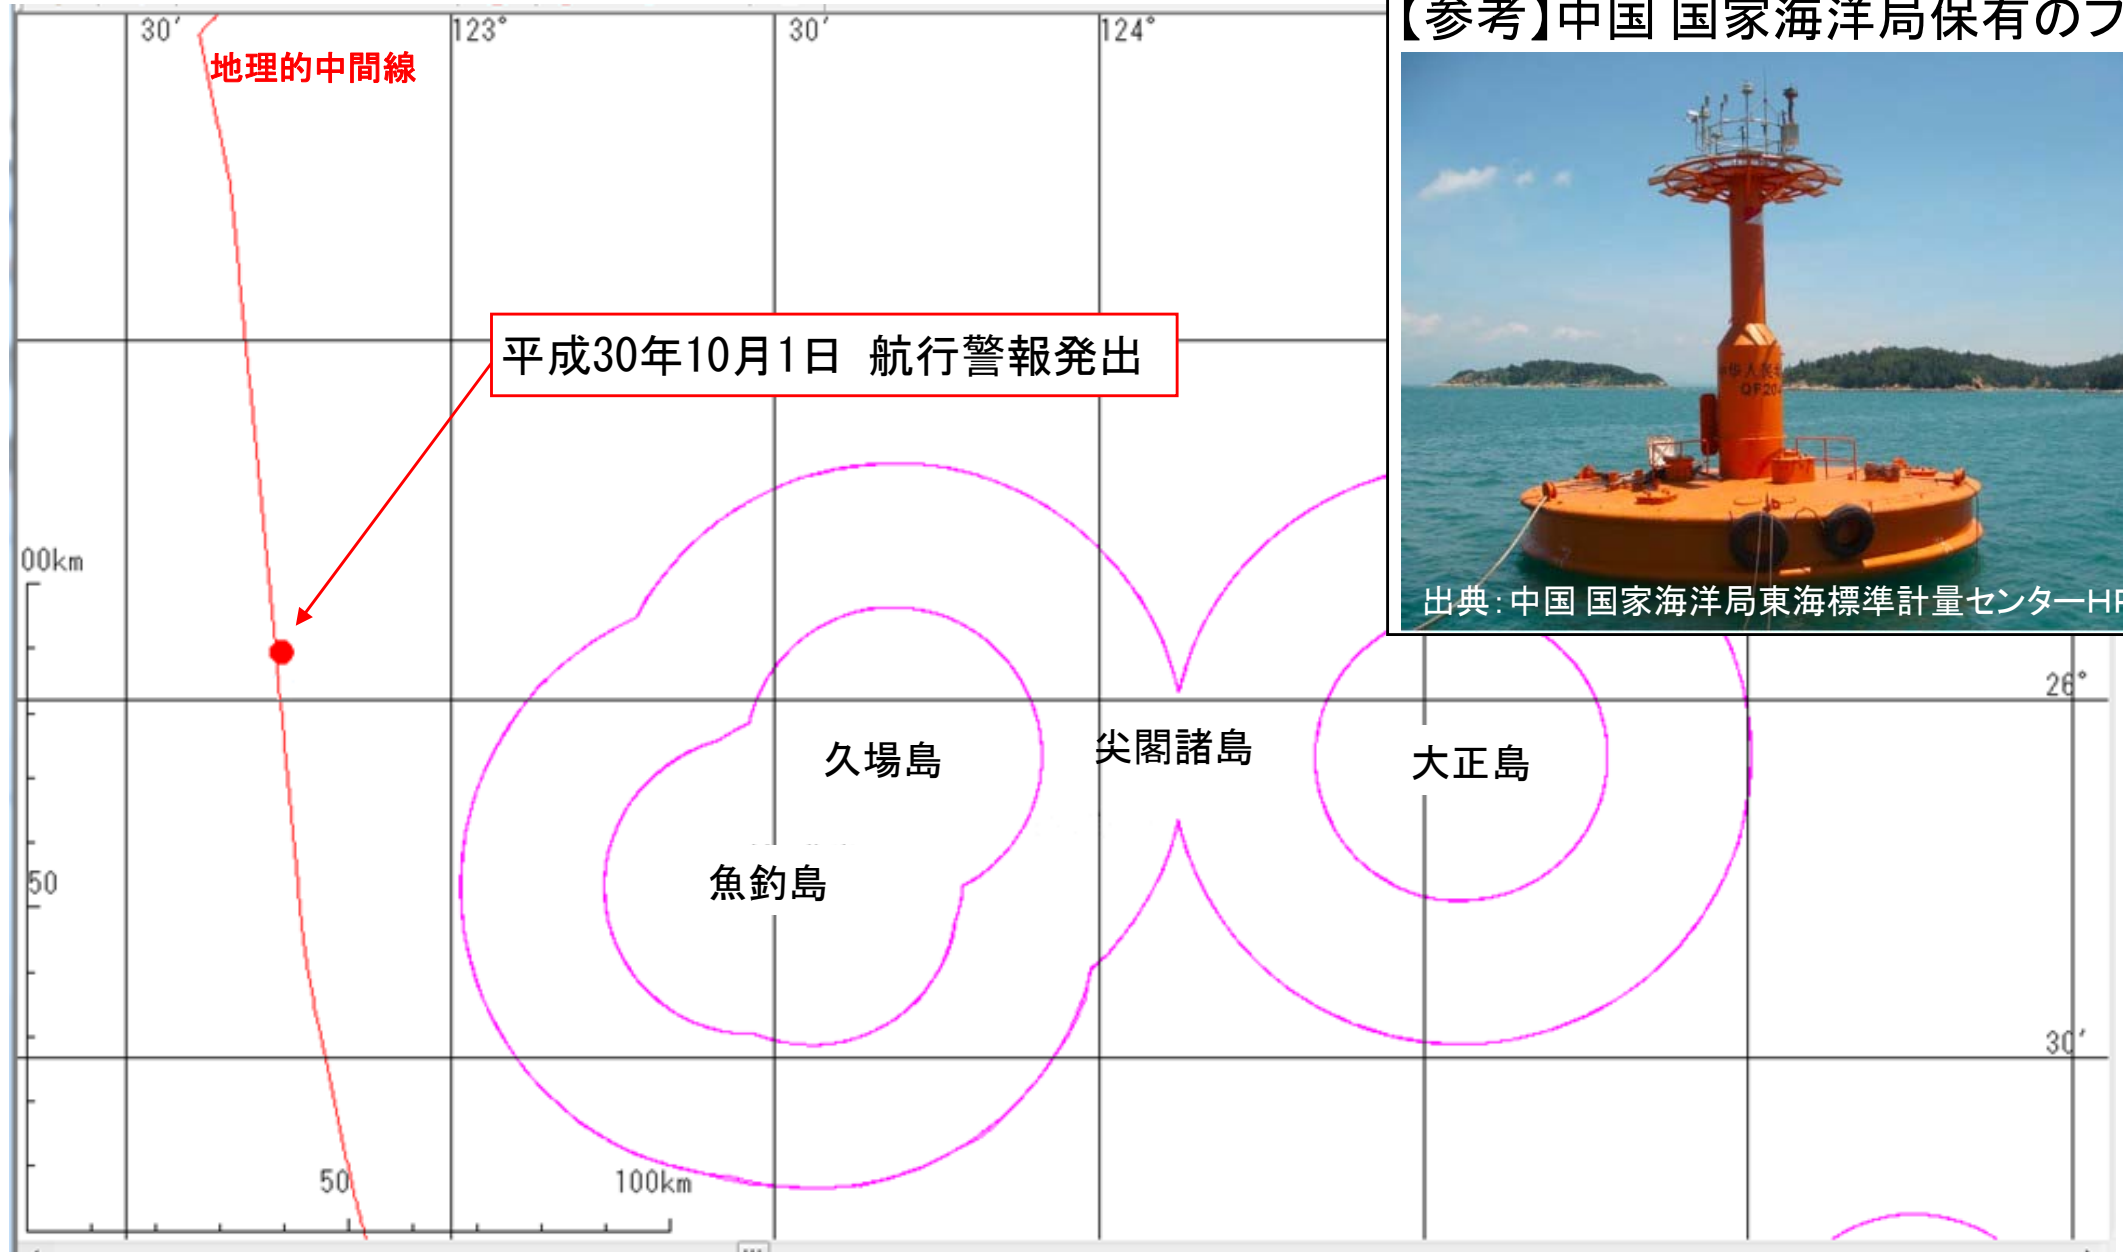 30′
123°
30′
124°
【参考】中国 国家海洋局保有のフ
地理的中間線
平成30年10月1日 航行警報発出
QF204
出典：中国 国家海洋局東海標準計量センターHP
00km
26°
久場島
尖閣諸島
大正島
魚釣島
50
30′
50
100km